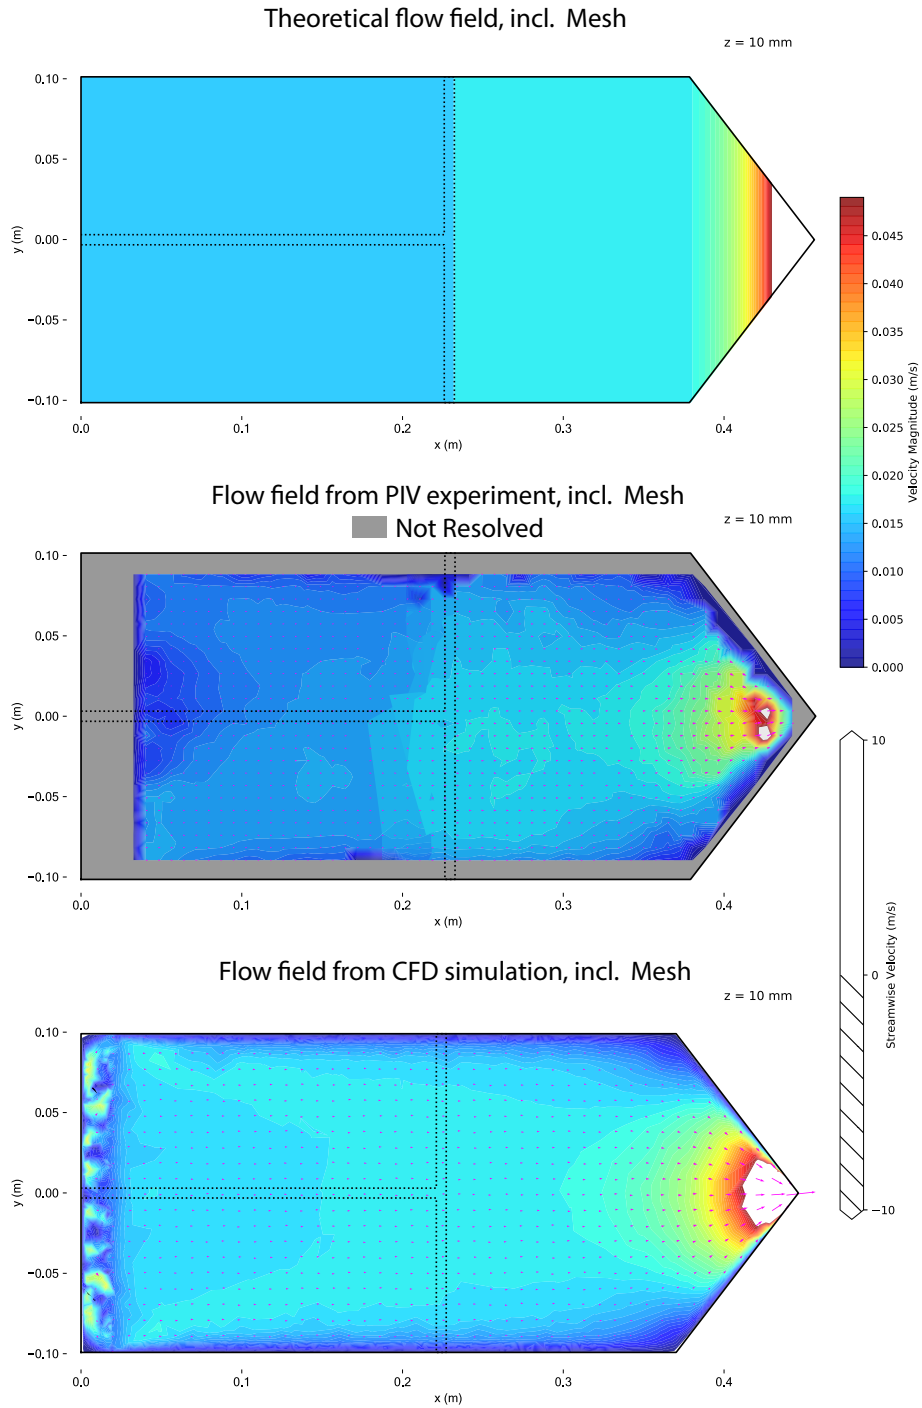 Theoretical flow field, incl. Mesh
z = 10 mm
0.10
0.05
0.00
−0.05
−0.10
y (m)
0.0
0.1
0.2
0.3
0.4
x (m)
Flow field from PIV experiment, incl. Mesh
Not Resolved
z = 10 mm
0.10
0.05
0.00
−0.05
−0.10
y (m)
0.0
0.1
0.2
0.3
0.4
x (m)
Flow field from CFD simulation, incl. Mesh
z = 10 mm
0.10
0.05
0.00
−0.05
−0.10
y (m)
0.0
0.1
0.2
0.3
0.4
x (m)
0.045
0.040
0.035
0.030
0.025
0.020
0.015
0.010
0.005
0.000
Velocity Magnitude (m/s)
10
0
−10
Streamwise Velocity (m/s)